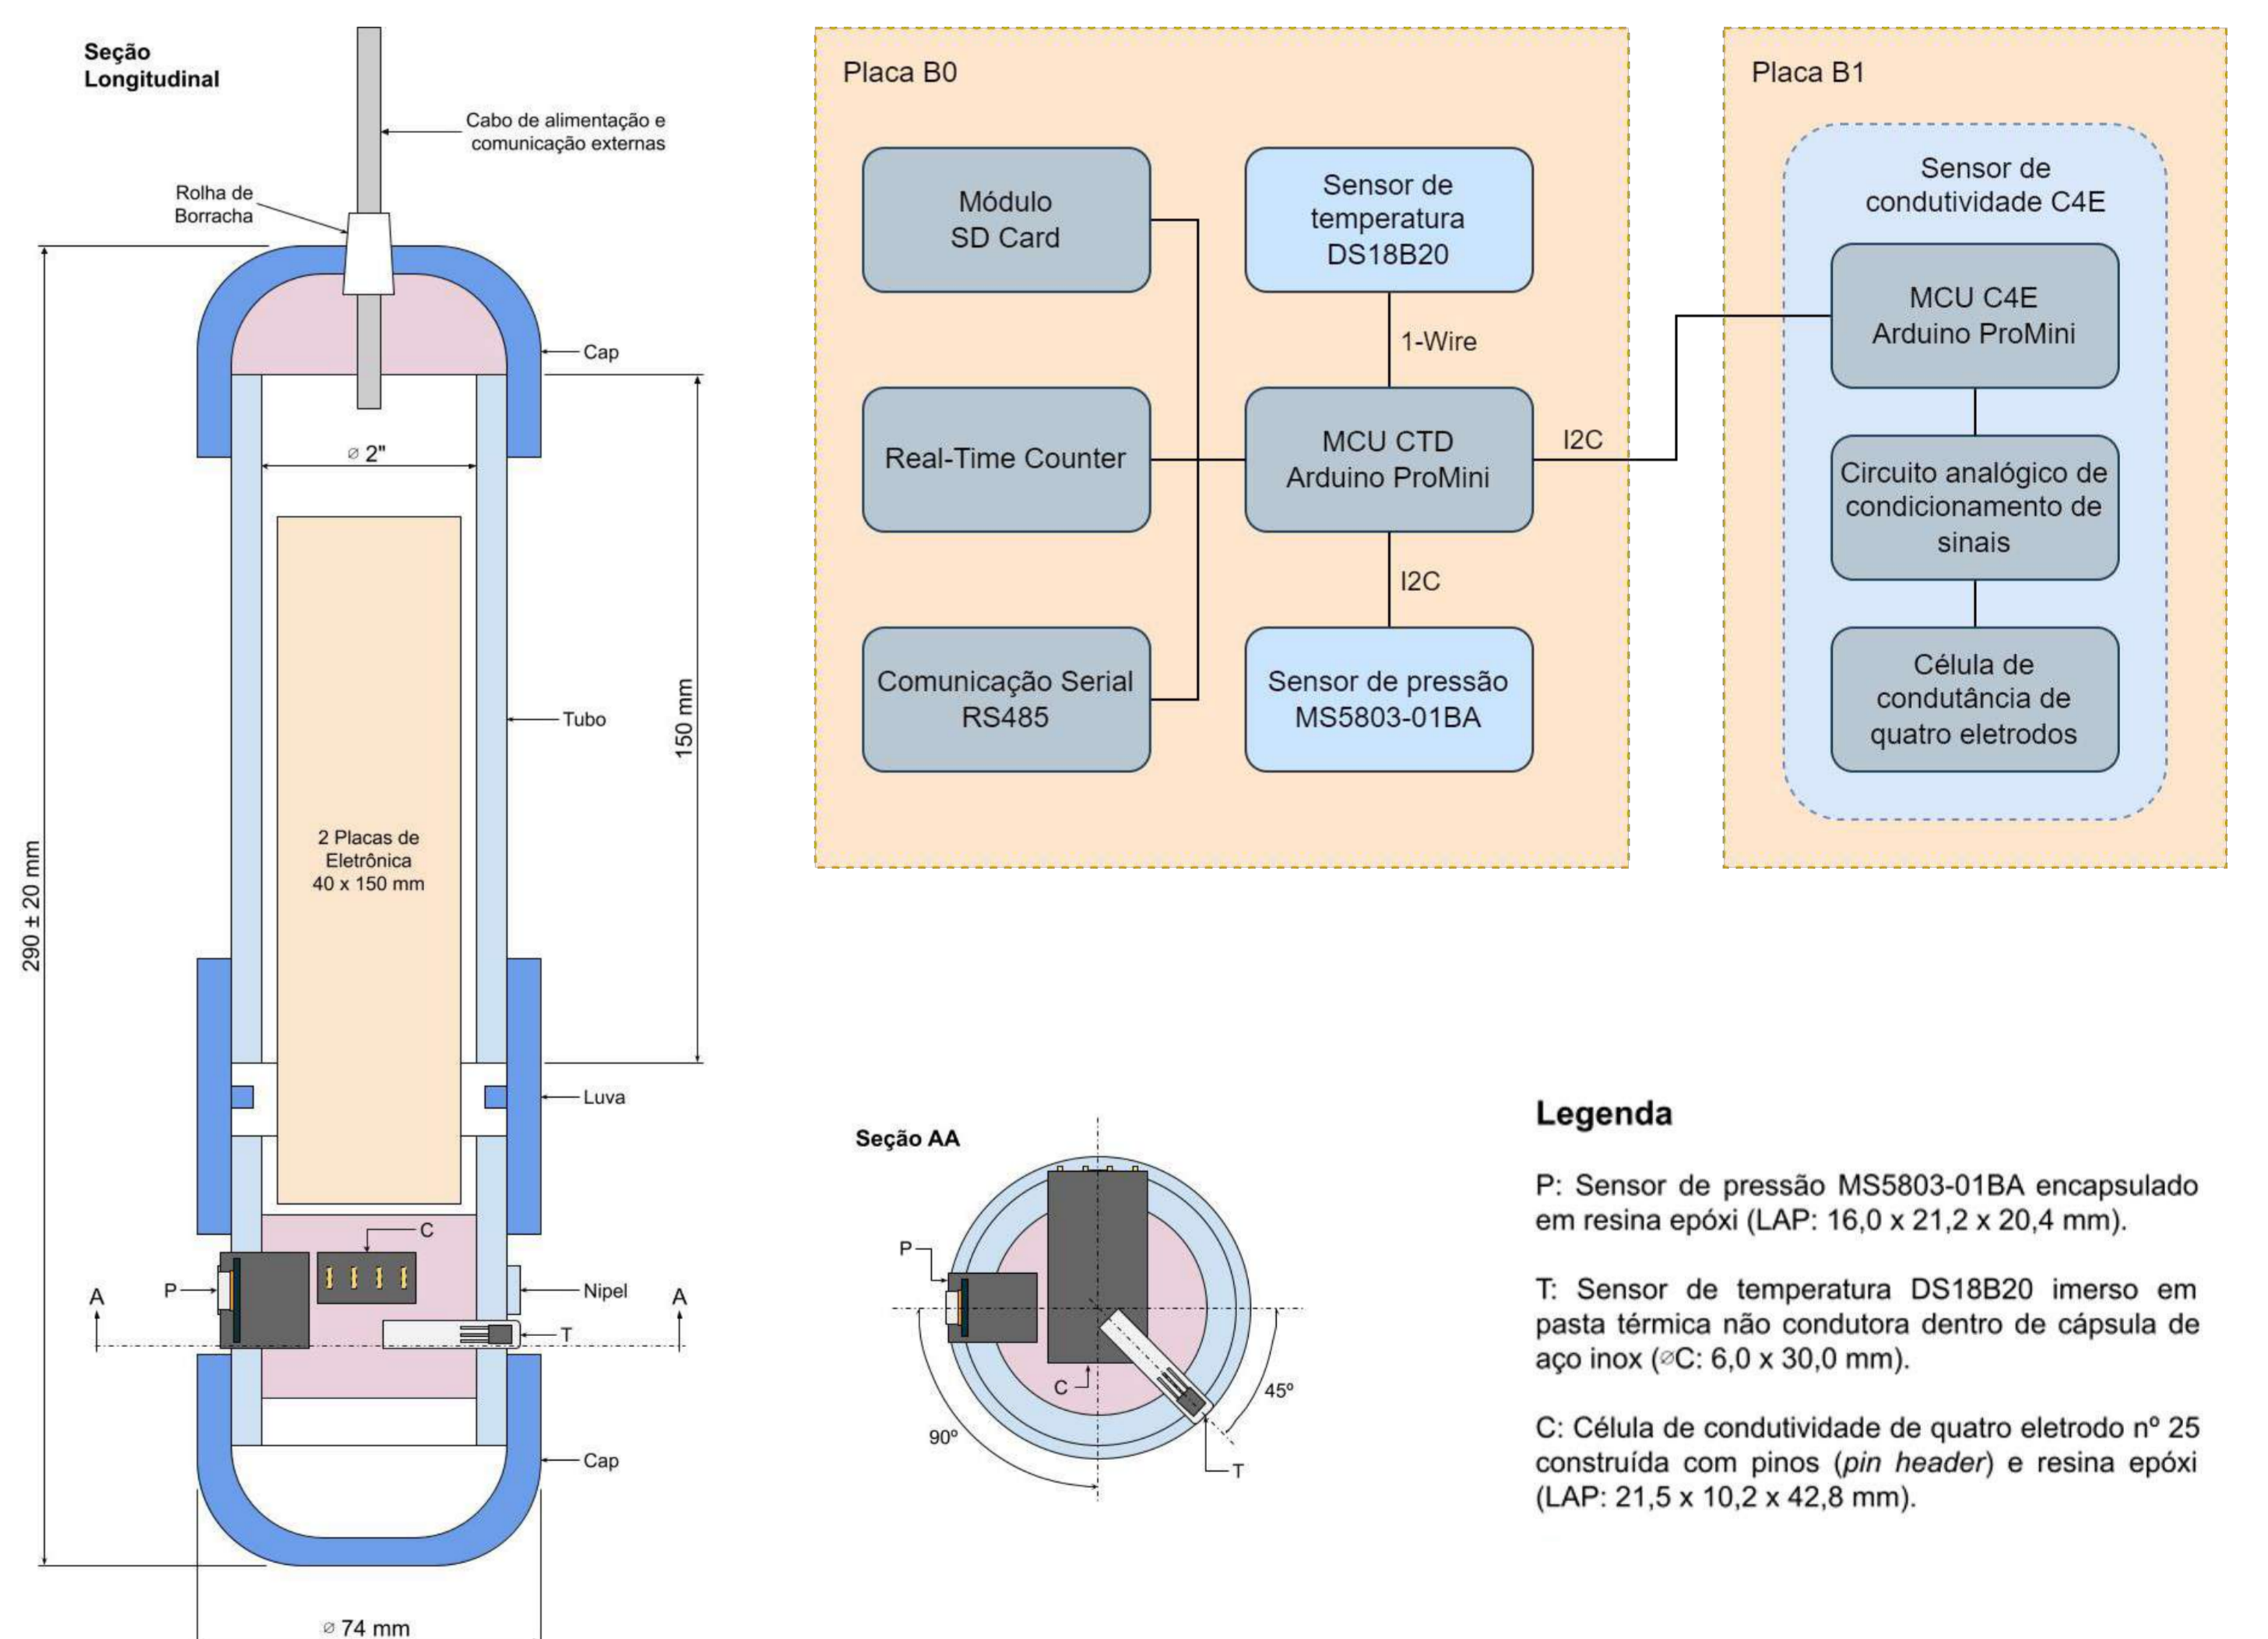 Seção
Longitudinal
Cabo de alimentação e
comunicação externas
Rolha de
Borracha
Cap
⌀ 2"
Tubo
150 mm
290 ± 20 mm
2 Placas de
Eletrônica
40 x 150 mm
Luva
C
P
Nipel
A
A
T
Cap
⌀ 74 mm
Placa B0
Módulo
SD Card
Sensor de
temperatura
DS18B20
1-Wire
Real-Time Counter
MCU CTD
Arduino ProMini
I2C
I2C
Comunicação Serial
RS485
Sensor de pressão
MS5803-01BA
Placa B1
Sensor de
condutividade C4E
MCU C4E
Arduino ProMini
Circuito analógico de
condicionamento de
sinais
Célula de
condutância de
quatro eletrodos
Seção AA
P
C
T
90º
45º
Legenda
P: Sensor de pressão MS5803-01BA encapsulado
em resina epóxi (LAP: 16,0 x 21,2 x 20,4 mm).
T: Sensor de temperatura DS18B20 imerso em
pasta térmica não condutora dentro de cápsula de
aço inox (⌀C: 6,0 x 30,0 mm).
C: Célula de condutividade de quatro eletrodo nº 25
construída com pinos (pin header) e resina epóxi
(LAP: 21,5 x 10,2 x 42,8 mm).